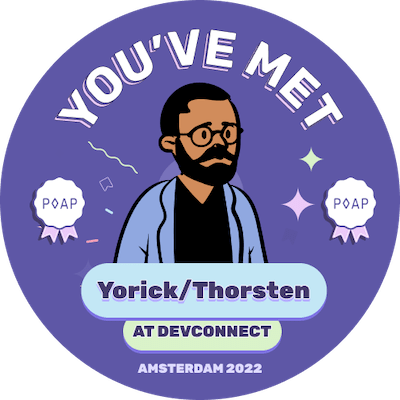 YOU'VE MET
POAP
POAP
Yorick/Thorsten
AT DEVCONNECT
AMSTERDAM 2022